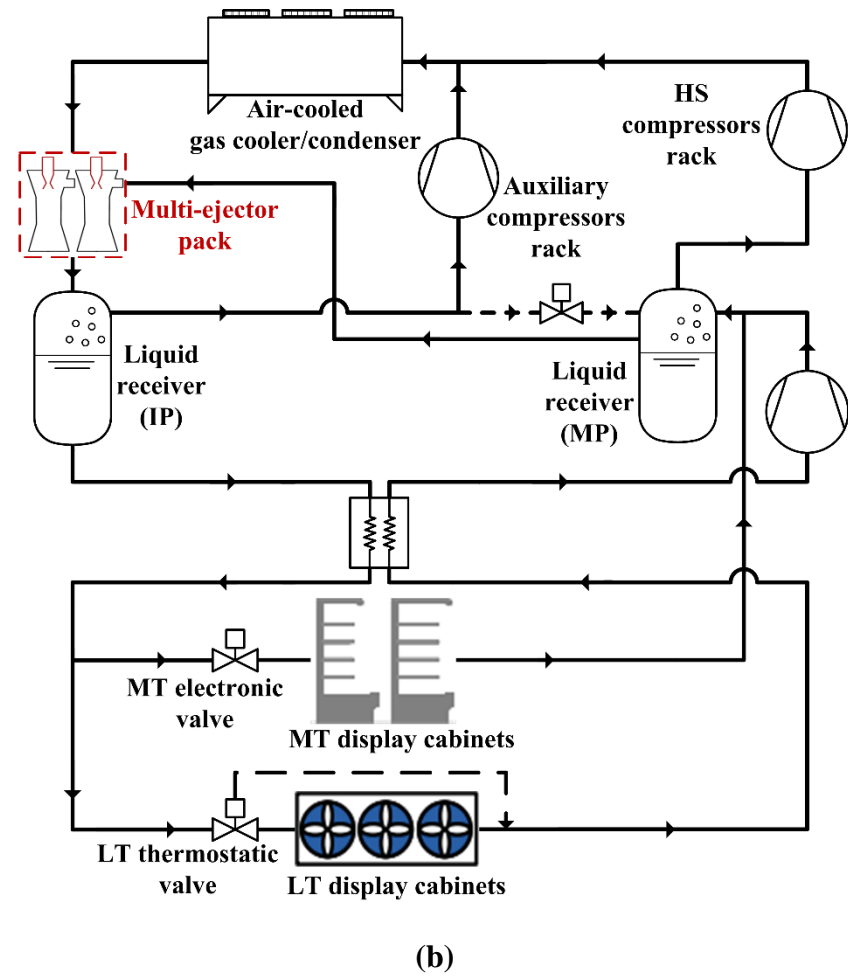 Air-cooled
gas cooler/condenser
HS
compressors
rack
Auxiliary
compressors
rack
Multi-ejector
pack
Liquid
receiver
(IP)
Liquid
receiver
(MP)
MT electronic
valve
MT display cabinets
LT thermostatic
valve
LT display cabinets
(b)